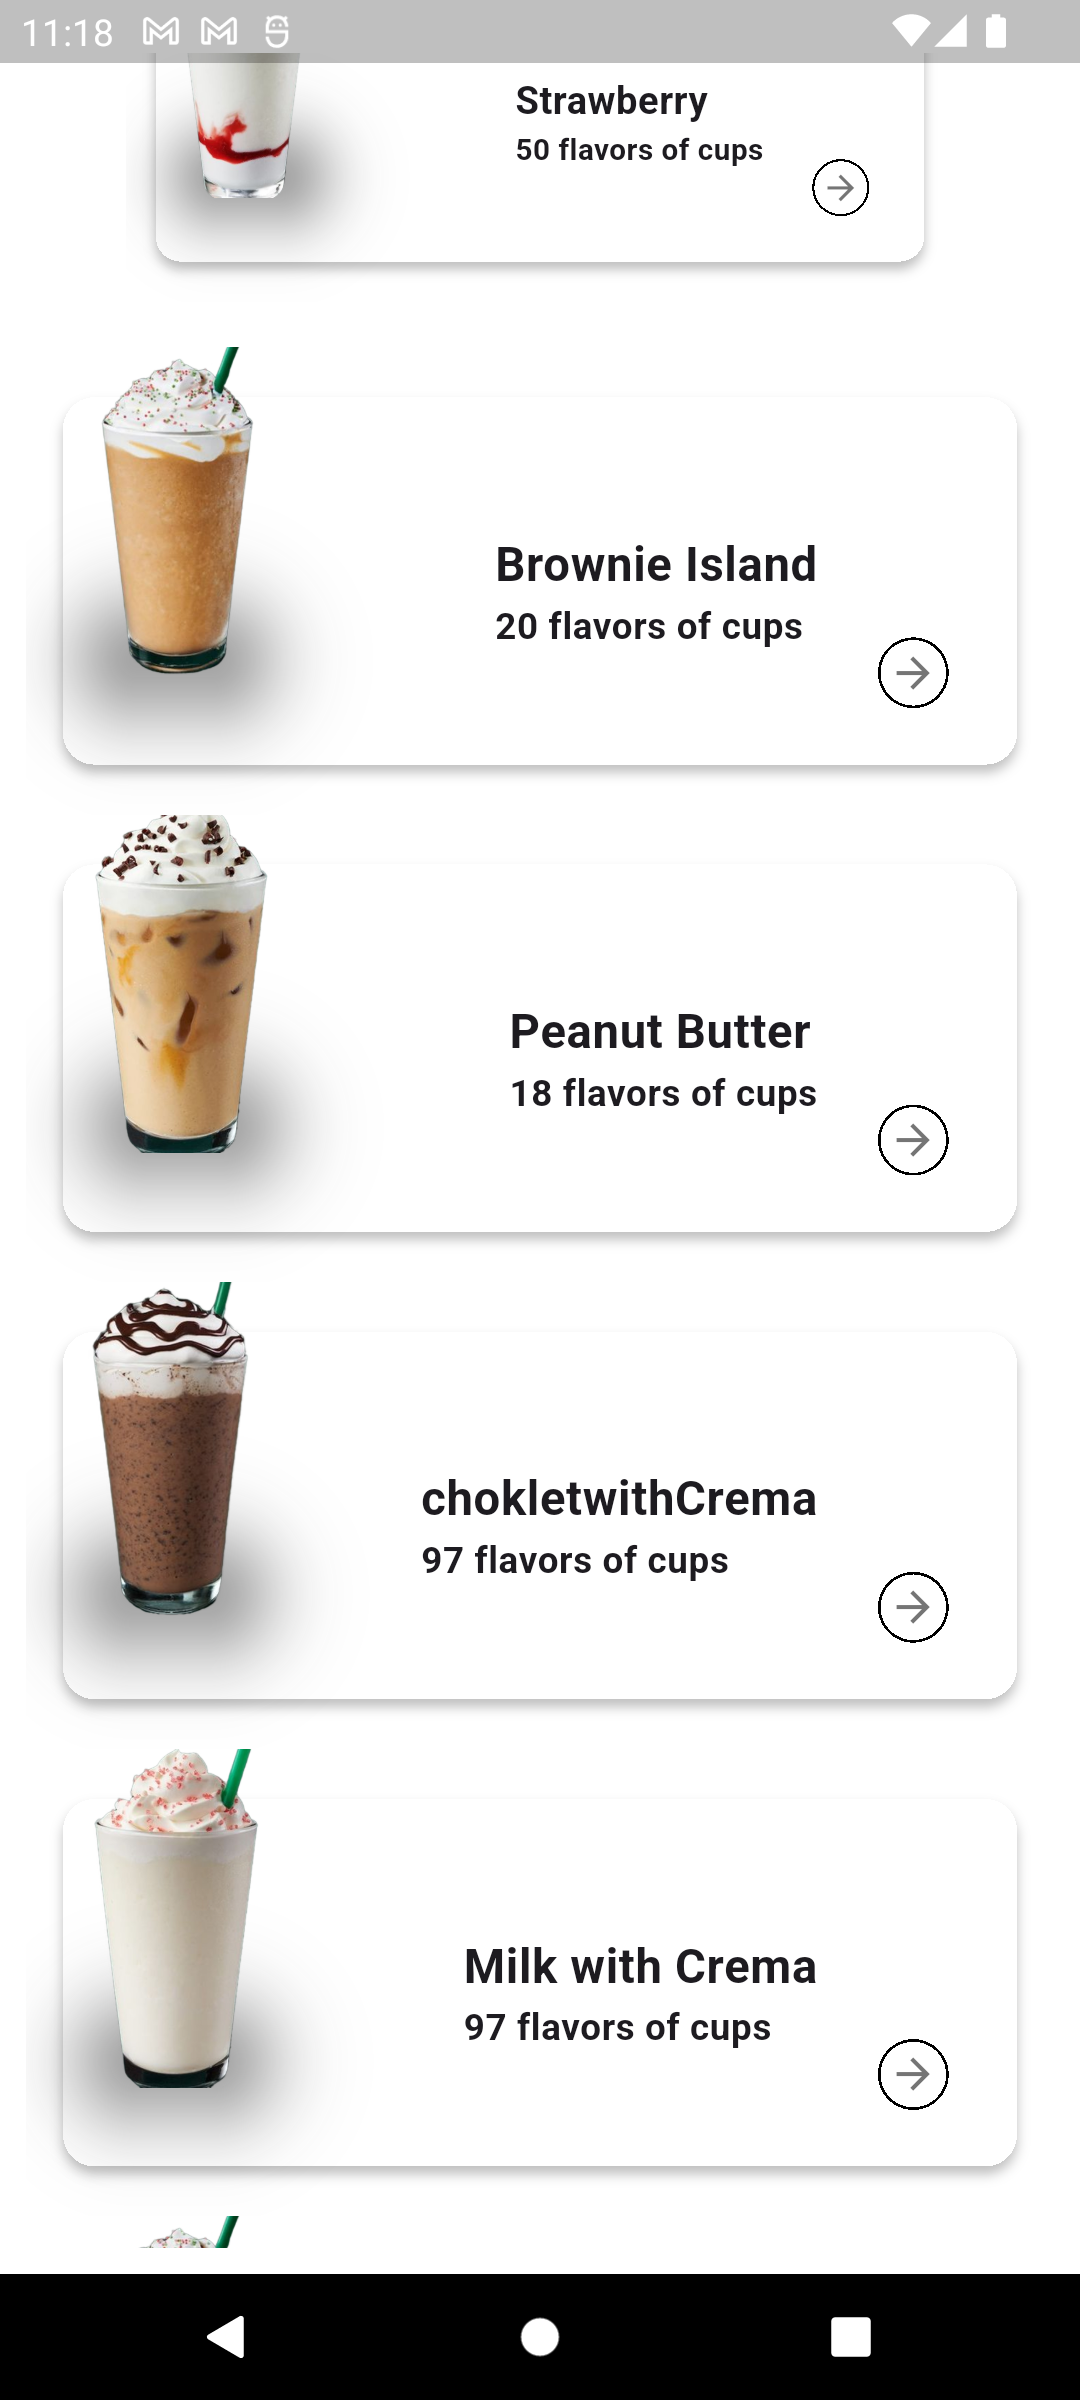 11:18
Strawberry
50 flavors of cups
Brownie Island
20 flavors of cups
Peanut Butter
18 flavors of cups
chokletwithCrema
97 flavors of cups
Milk with Crema
97 flavors of cups